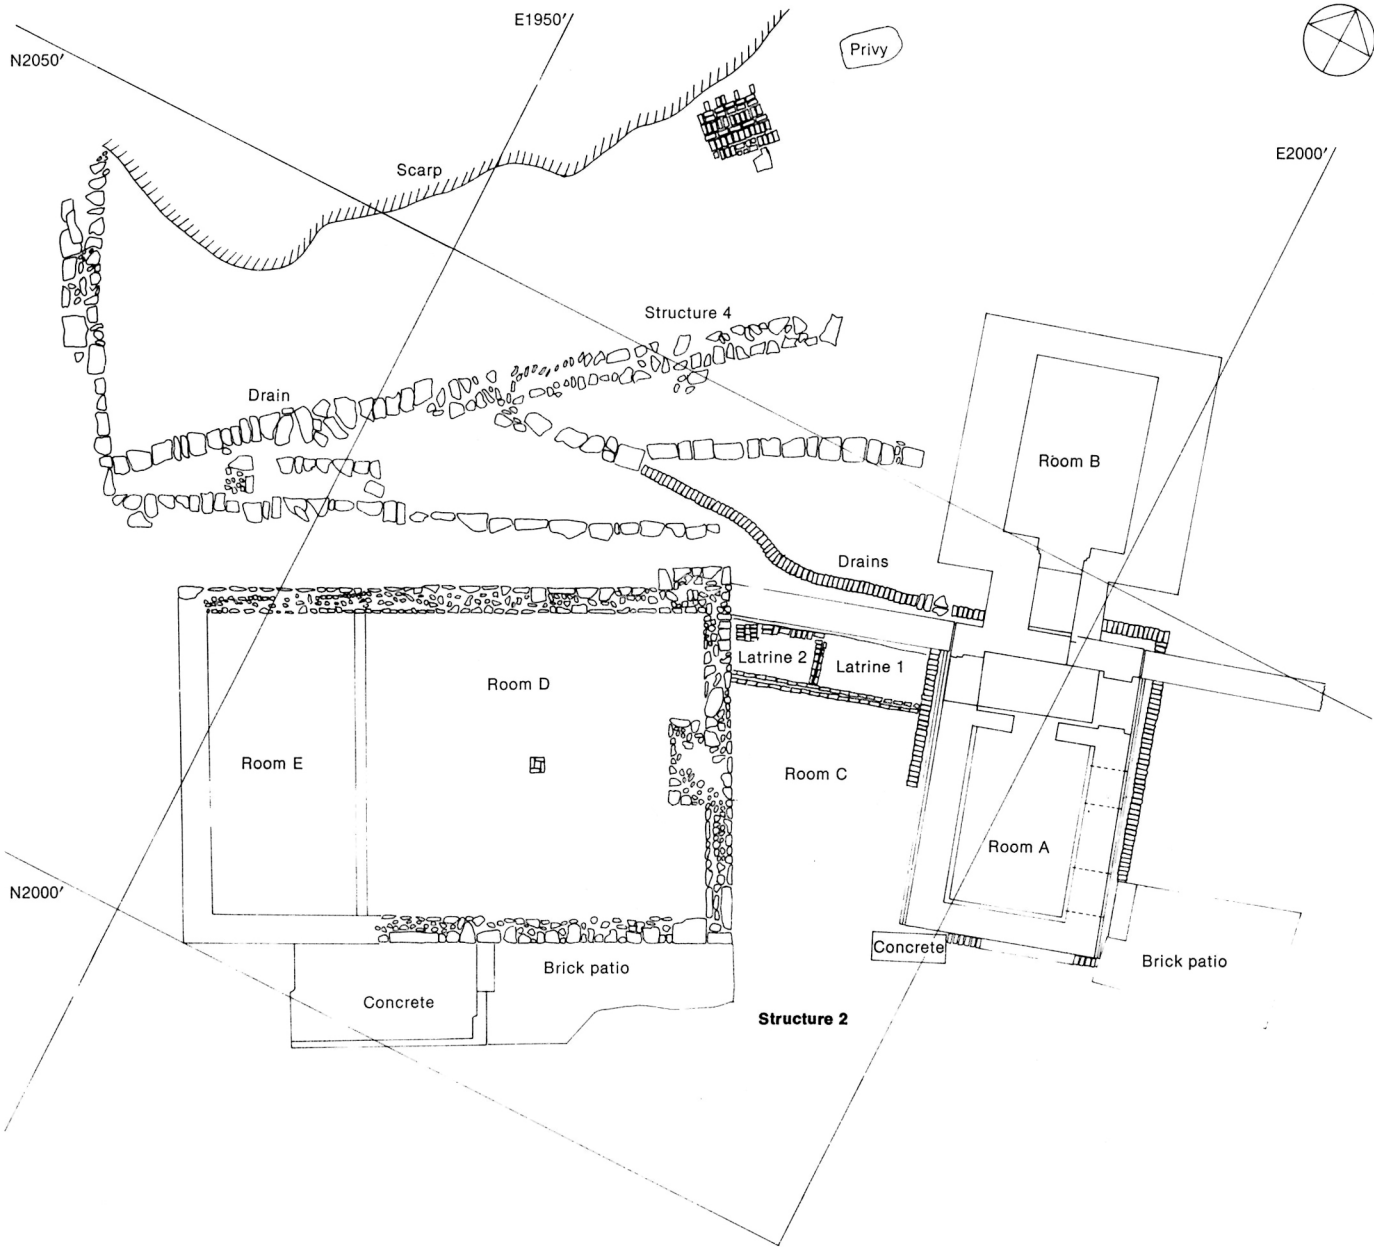 E1950′
N2050′
Privy
E2000′
Scarp
Structure 4
Drain
Room B
Drains
Latrine 2
Latrine 1
Room D
Room E
Room C
Room A
N2000′
Concrete
Brick patio
Brick patio
Concrete
Structure 2